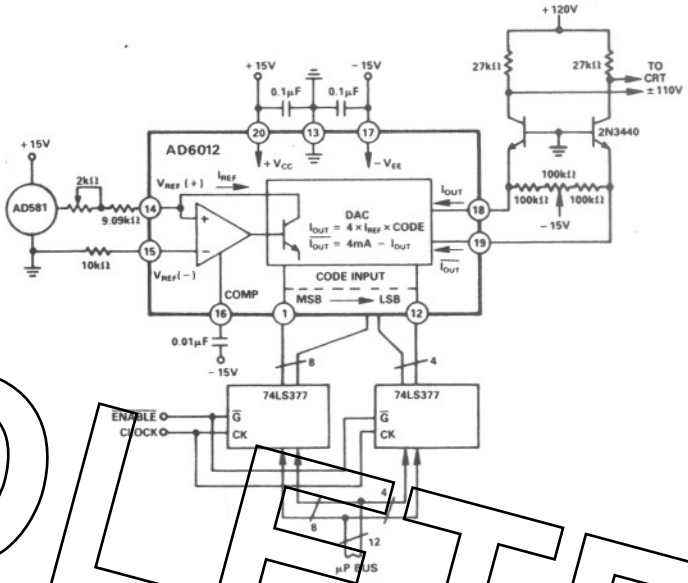 +120V
27kΩ
27kΩ
TO
CRT
±110V
2N3440
+15V
-15V
0.1μF
0.1μF
20
13
17
AD6012
+VCC
-VEE
+15V
2kΩ
AD581
9.09kΩ
14
VREF(+)
IREF
+
DAC
IOUT = 4 × IREF × CODE
IOUT = 4mA - IOUT
IOUT
18
100kΩ
100kΩ
100kΩ
-15V
19
IOUT
10kΩ
15
VREF(-)
-
CODE INPUT
COMP
MSB
LSB
16
1
12
0.01μF
-15V
8
4
74LS377
74LS377
ENABLE
CLOCK
G
CK
G
CK
8
4
12
μP BUS